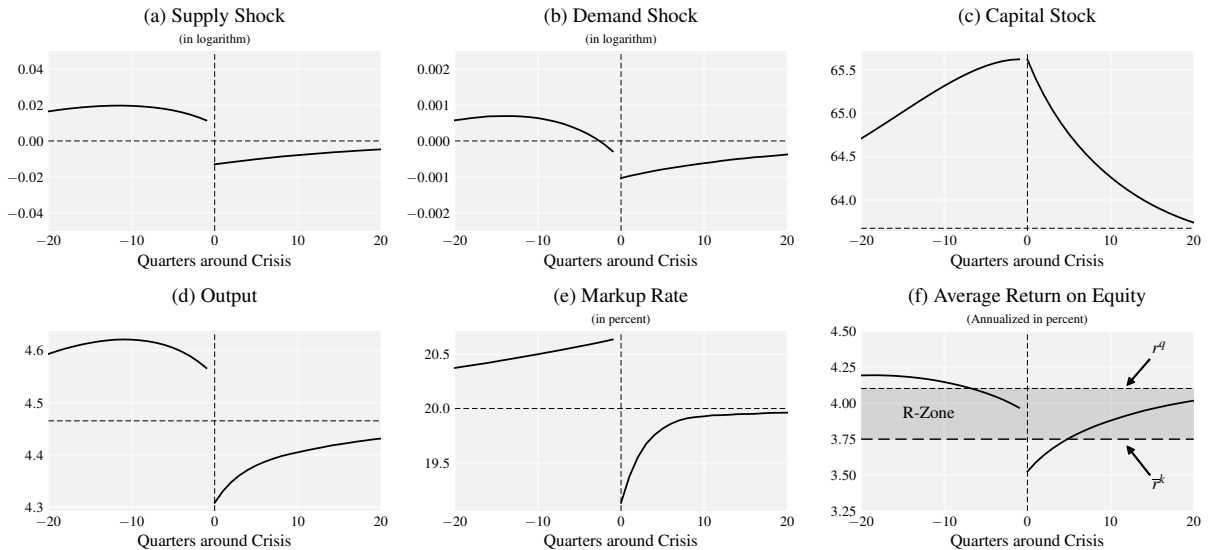 (a) Supply Shock
(in logarithm)
0.04
0.02
0.00
−0.02
−0.04
−20 −10 0 10 20
Quarters around Crisis
(b) Demand Shock
(in logarithm)
0.002
0.001
0.000
−0.001
−0.002
−20 −10 0 10 20
Quarters around Crisis
(c) Capital Stock
65.5
65.0
64.5
64.0
−20 −10 0 10 20
Quarters around Crisis
(d) Output
4.6
4.5
4.4
4.3
−20 −10 0 10 20
Quarters around Crisis
(e) Markup Rate
(in percent)
20.5
20.0
19.5
−20 −10 0 10 20
Quarters around Crisis
(f) Average Return on Equity
(Annualized in percent)
4.50
r^q
4.25
4.00
R-Zone
3.75
3.50
r̅^k
3.25
−20 −10 0 10 20
Quarters around Crisis